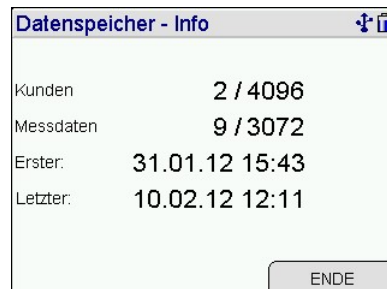 Datenspeicher - Info
Kunden 2 / 4096
Messdaten 9 / 3072
Erster: 31.01.12 15:43
Letzter: 10.02.12 12:11
ENDE